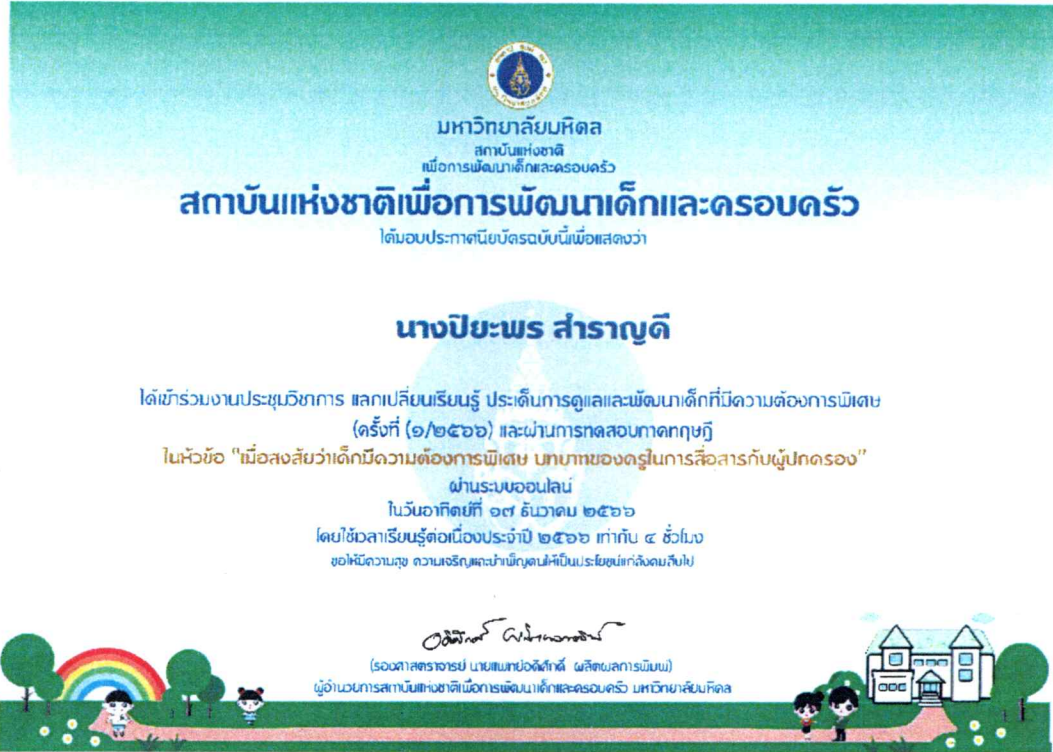 มหาวิทยาลัยมหิดล
สถาบันแห่งชาติ
เพื่อการพัฒนาเด็กและครอบครัว
สถาบันแห่งชาติเพื่อการพัฒนาเด็กและครอบครัว
ได้มอบประกาศนียบัตรฉบับนี้เพื่อแสดงว่า
นางปิยะพร สำราญดี
ได้เข้าร่วมงานประชุมวิชาการ แลกเปลี่ยนเรียนรู้ ประเด็นการดูแลและพัฒนาเด็กที่มีความต้องการพิเศษ
(ครั้งที่ (๑/๒๕๖๖) และผ่านการทดสอบภาคทฤษฎี
ในหัวข้อ "เมื่อสงสัยว่าเด็กมีความต้องการพิเศษ บทบาทของครูในการสื่อสารกับผู้ปกครอง"
ผ่านระบบออนไลน์
ในวันอาทิตย์ที่ ๑๗ ธันวาคม ๒๕๖๖
โดยใช้เวลาเรียนรู้ต่อเนื่องประจำปี ๒๕๖๖ เท่ากับ ๔ ชั่วโมง
ขอให้มีความสุข ความเจริญและบำเพ็ญตนให้เป็นประโยชน์แก่สังคมสืบไป
(รองศาสตราจารย์ นายแพทย์อดิศักดิ์ ผลิตผลการพิมพ์)
ผู้อำนวยการสถาบันแห่งชาติเพื่อการพัฒนาเด็กและครอบครัว มหาวิทยาลัยมหิดล